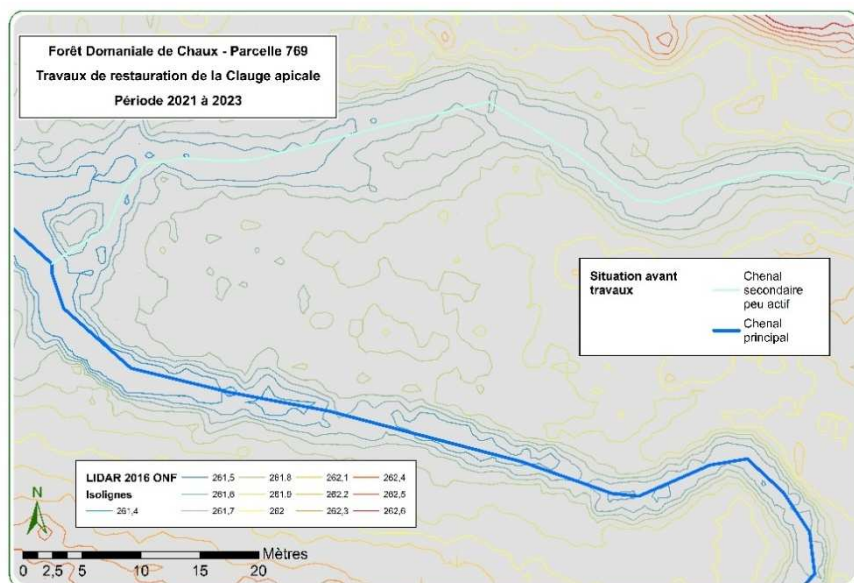 Forêt Domaniale de Chaux - Parcelle 769
Travaux de restauration de la Clauge apicale
Période 2021 à 2023
Situation avant travaux
Chenal secondaire peu actif
Chenal principal
LIDAR 2016 ONF
Isolignes
261,4
261,5
261,6
261,7
261,8
261,9
262
262,1
262,2
262,3
262,4
262,5
262,6
N
Mètres
0 2,5 5 10 15 20